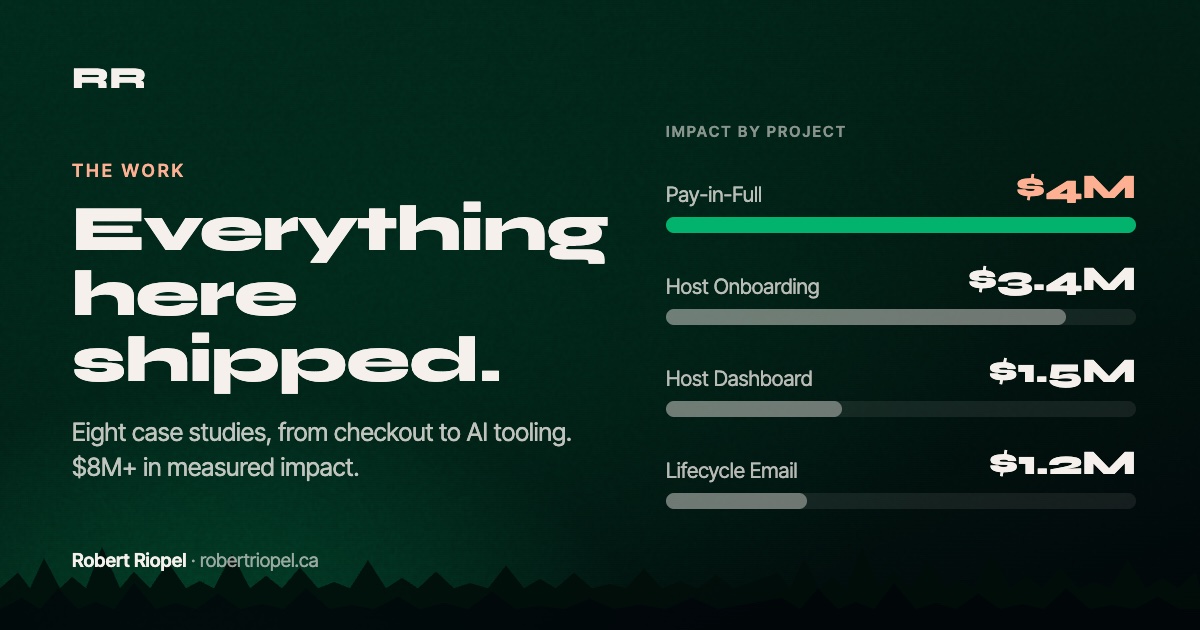 RR
THE WORK
Everything
here
shipped.
Eight case studies, from checkout to AI tooling.
$8M+ in measured impact.
Robert Riopel · robertriopel.ca
IMPACT BY PROJECT
Pay-in-Full $4M
Host Onboarding $3.4M
Host Dashboard $1.5M
Lifecycle Email $1.2M